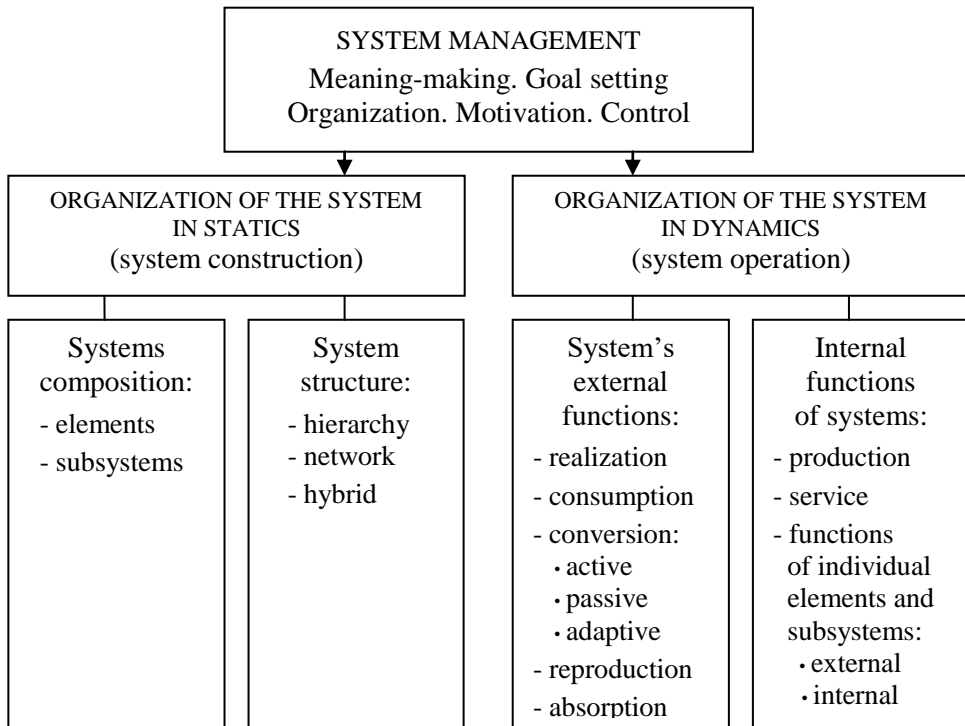 SYSTEM MANAGEMENT
Meaning-making. Goal setting
Organization. Motivation. Control
ORGANIZATION OF THE SYSTEM
IN STATICS
(system construction)
ORGANIZATION OF THE SYSTEM
IN DYNAMICS
(system operation)
Systems
composition:
- elements
- subsystems
System
structure:
- hierarchy
- network
- hybrid
System's
external
functions:
- realization
- consumption
- conversion:
· active
· passive
· adaptive
- reproduction
- absorption
Internal
functions
of systems:
- production
- service
- functions
of individual
elements and
subsystems:
· external
· internal